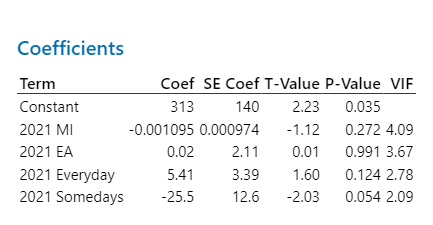 Coefficients
Term Coef SE Coef T-Value P-Value VIF
Constant 313 140 2.23 0.035
2021 MI -0.001095 0.000974 -1.12 0.272 4.09
2021 EA 0.02 2.11 0.01 0.991 3.67
2021 Everyday 5.41 3.39 1.60 0.124 2.78
2021 Somedays -25.5 12.6 -2.03 0.054 2.09